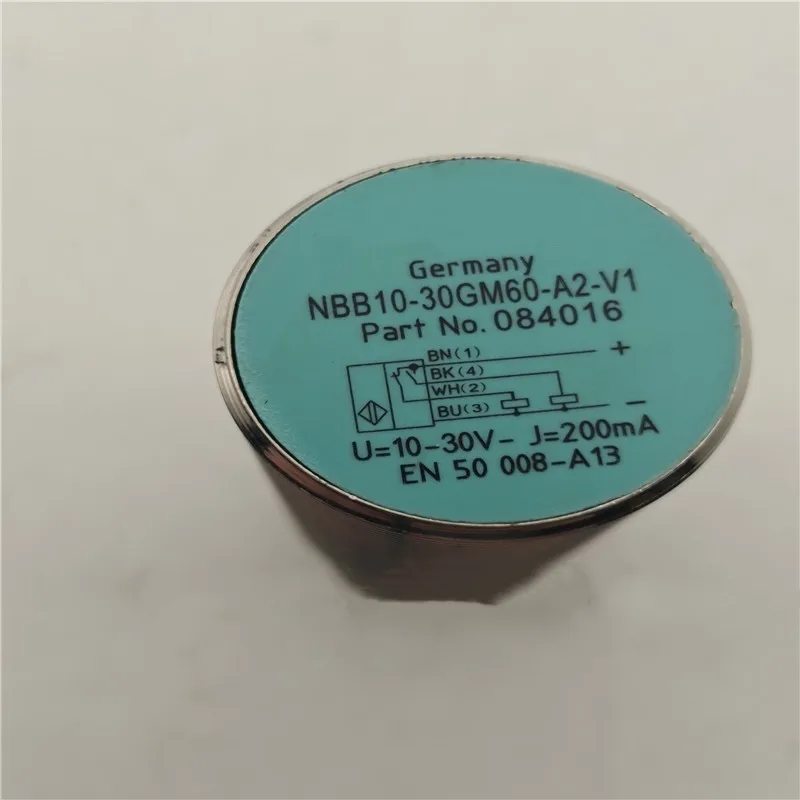 Germany
NBB10-30GM60-A2-V1
Part No. 084016
BN(1) +
BK(4)
WH(2)
BU(3) −
U=10-30V- J=200mA
EN 50 008-A13